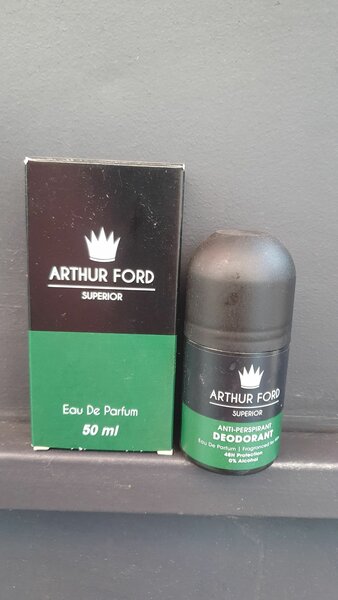 ARTHUR FORD
SUPERIOR
Eau De Parfum
50 ml
ARTHUR FORD
SUPERIOR
ANTI-PERSPIRANT
DEODORANT
Eau De Parfum | Fragranced
48H Protection
0% Alcohol